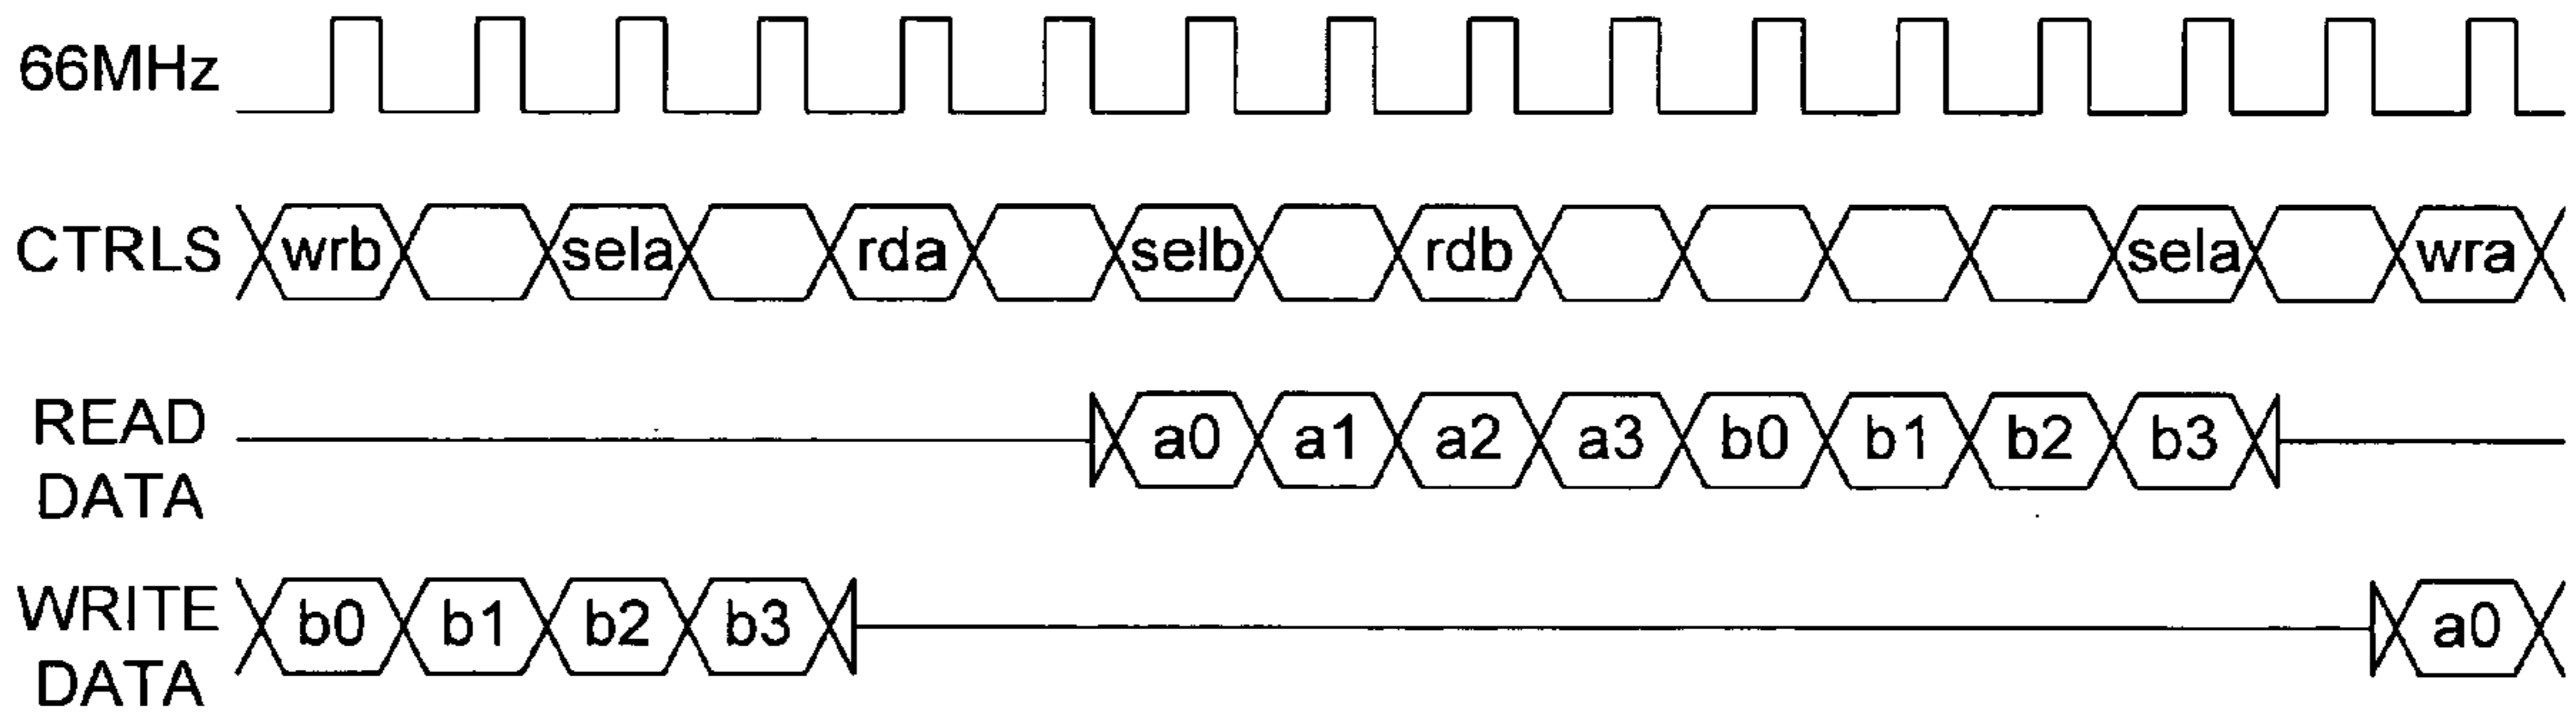 66MHz
CTRLS wrb sela rda selb rdb sela wra
READ DATA a0 a1 a2 a3 b0 b1 b2 b3
WRITE DATA b0 b1 b2 b3 a0